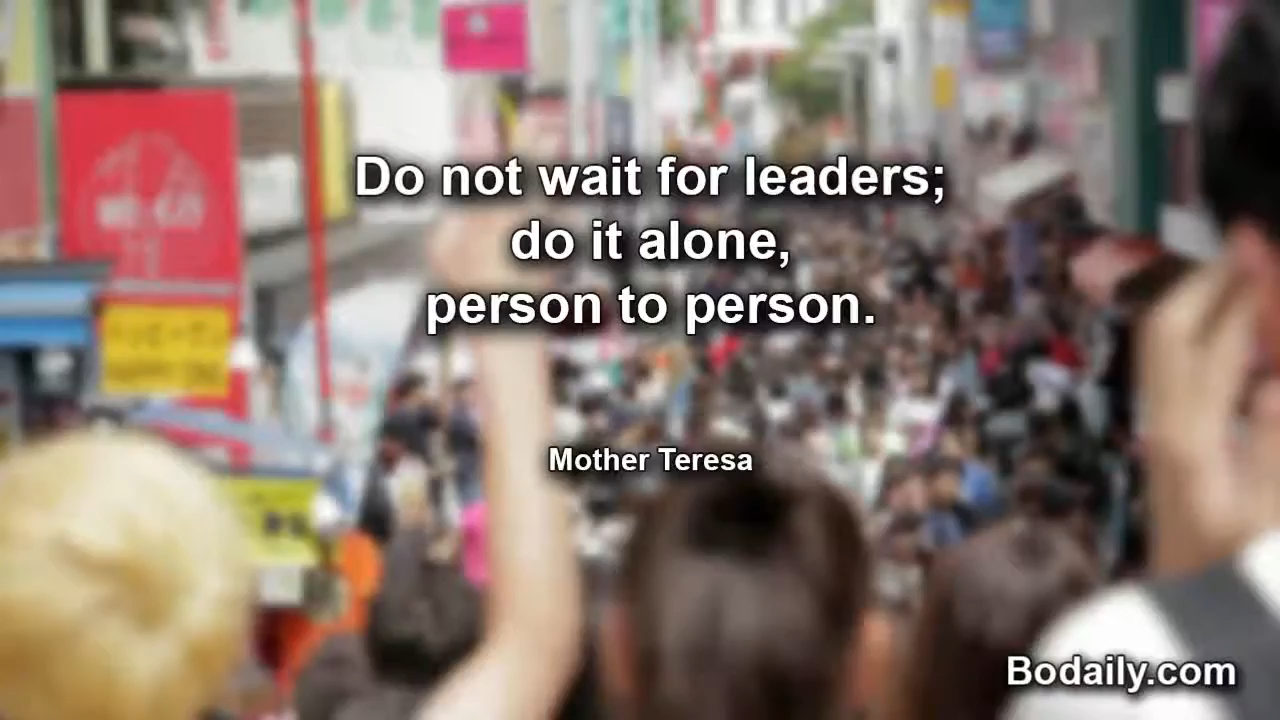 Do not wait for leaders;
do it alone,
person to person.
Mother Teresa
Bodaily.com